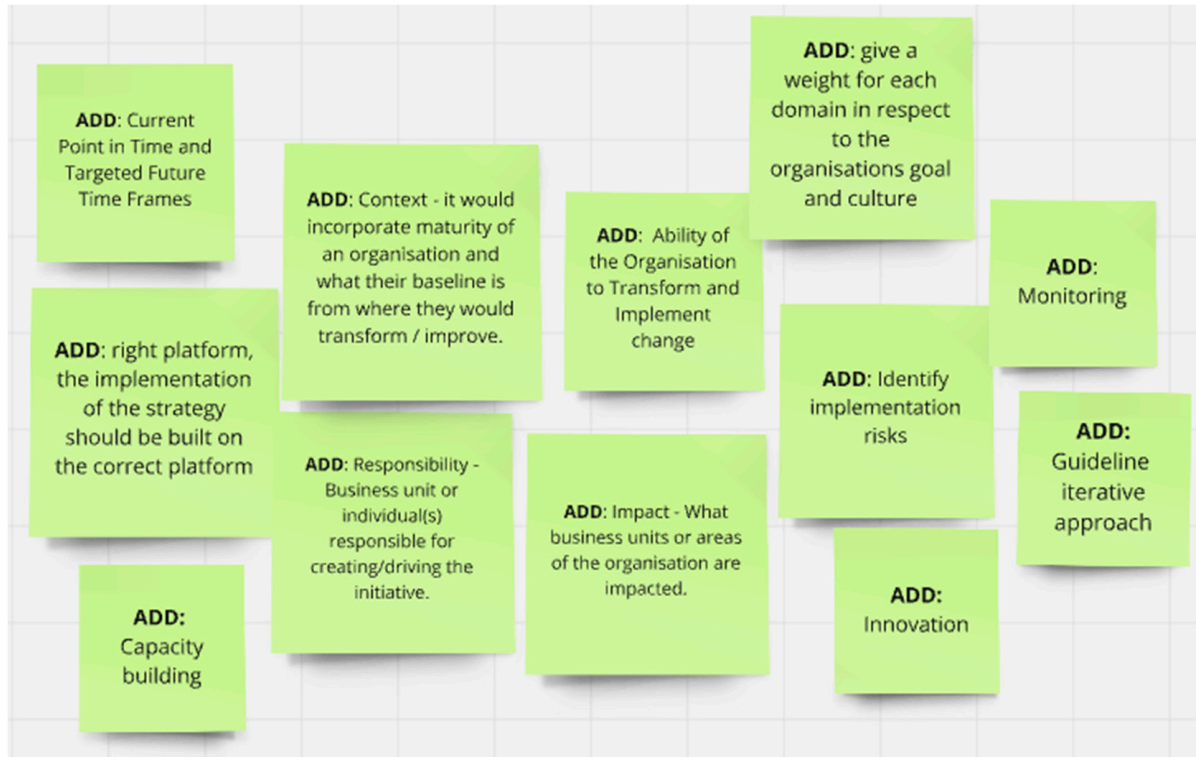 ADD: Current
Point in Time and
Targeted Future
Time Frames
ADD: Context - it would
incorporate maturity of
an organisation and
what their baseline is
from where they would
transform / improve.
ADD:  Ability of
the Organisation
to Transform and
Implement
change
ADD: give a
weight for each
domain in respect
to the
organisations goal
and culture
ADD:
Monitoring
ADD: right platform,
the implementation
of the strategy
should be built on
the correct platform
ADD: Responsibility -
Business unit or
individual(s)
responsible for
creating/driving the
initiative.
ADD: Impact - What
business units or areas
of the organisation are
impacted.
ADD: Identify
implementation
risks
ADD:
Guideline
iterative
approach
ADD:
Capacity
building
ADD:
Innovation